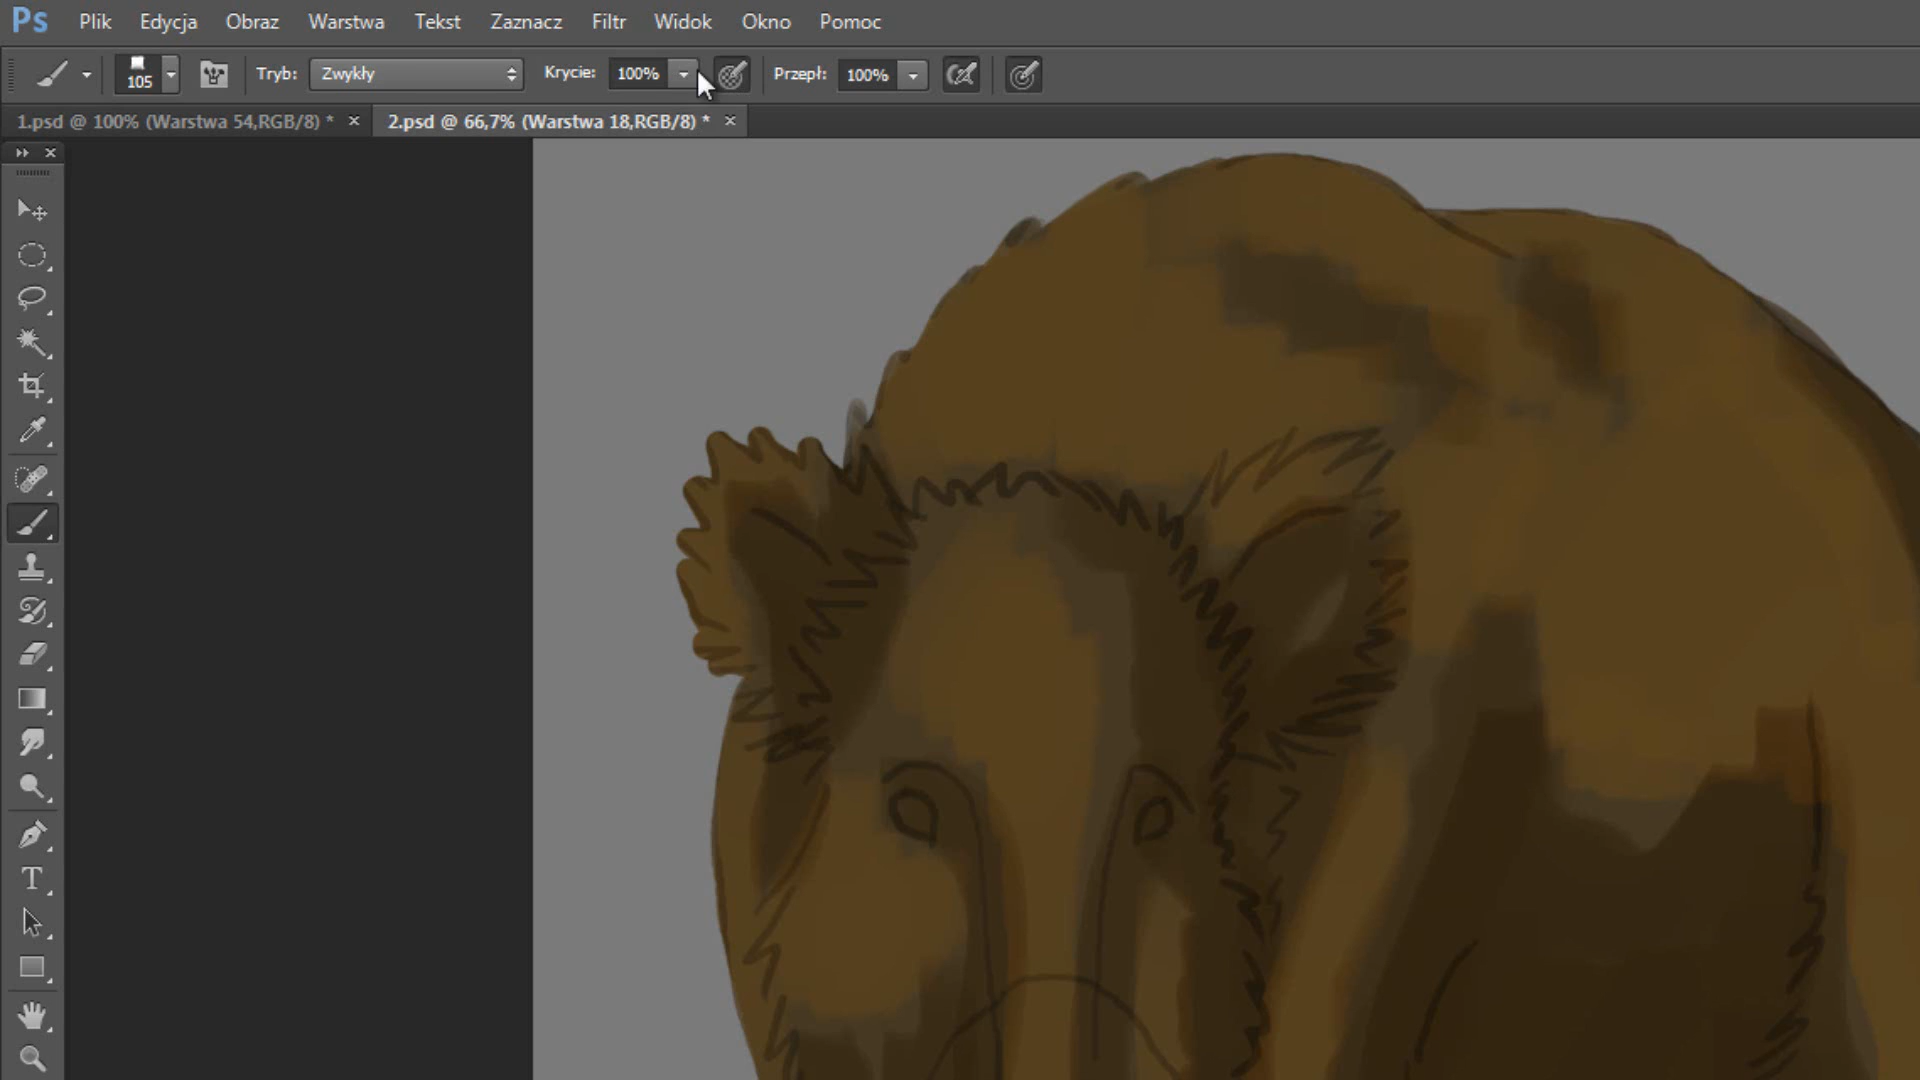 Ps Plik Edycja Obraz Warstwa Tekst Zaznacz Filtr Widok Okno Pomoc
105 Tryb: Zwykły Krycie: 100% Przepł: 100%
1.psd @ 100% (Warstwa 54,RGB/8) * × 2.psd @ 66,7% (Warstwa 18,RGB/8) * ×
T